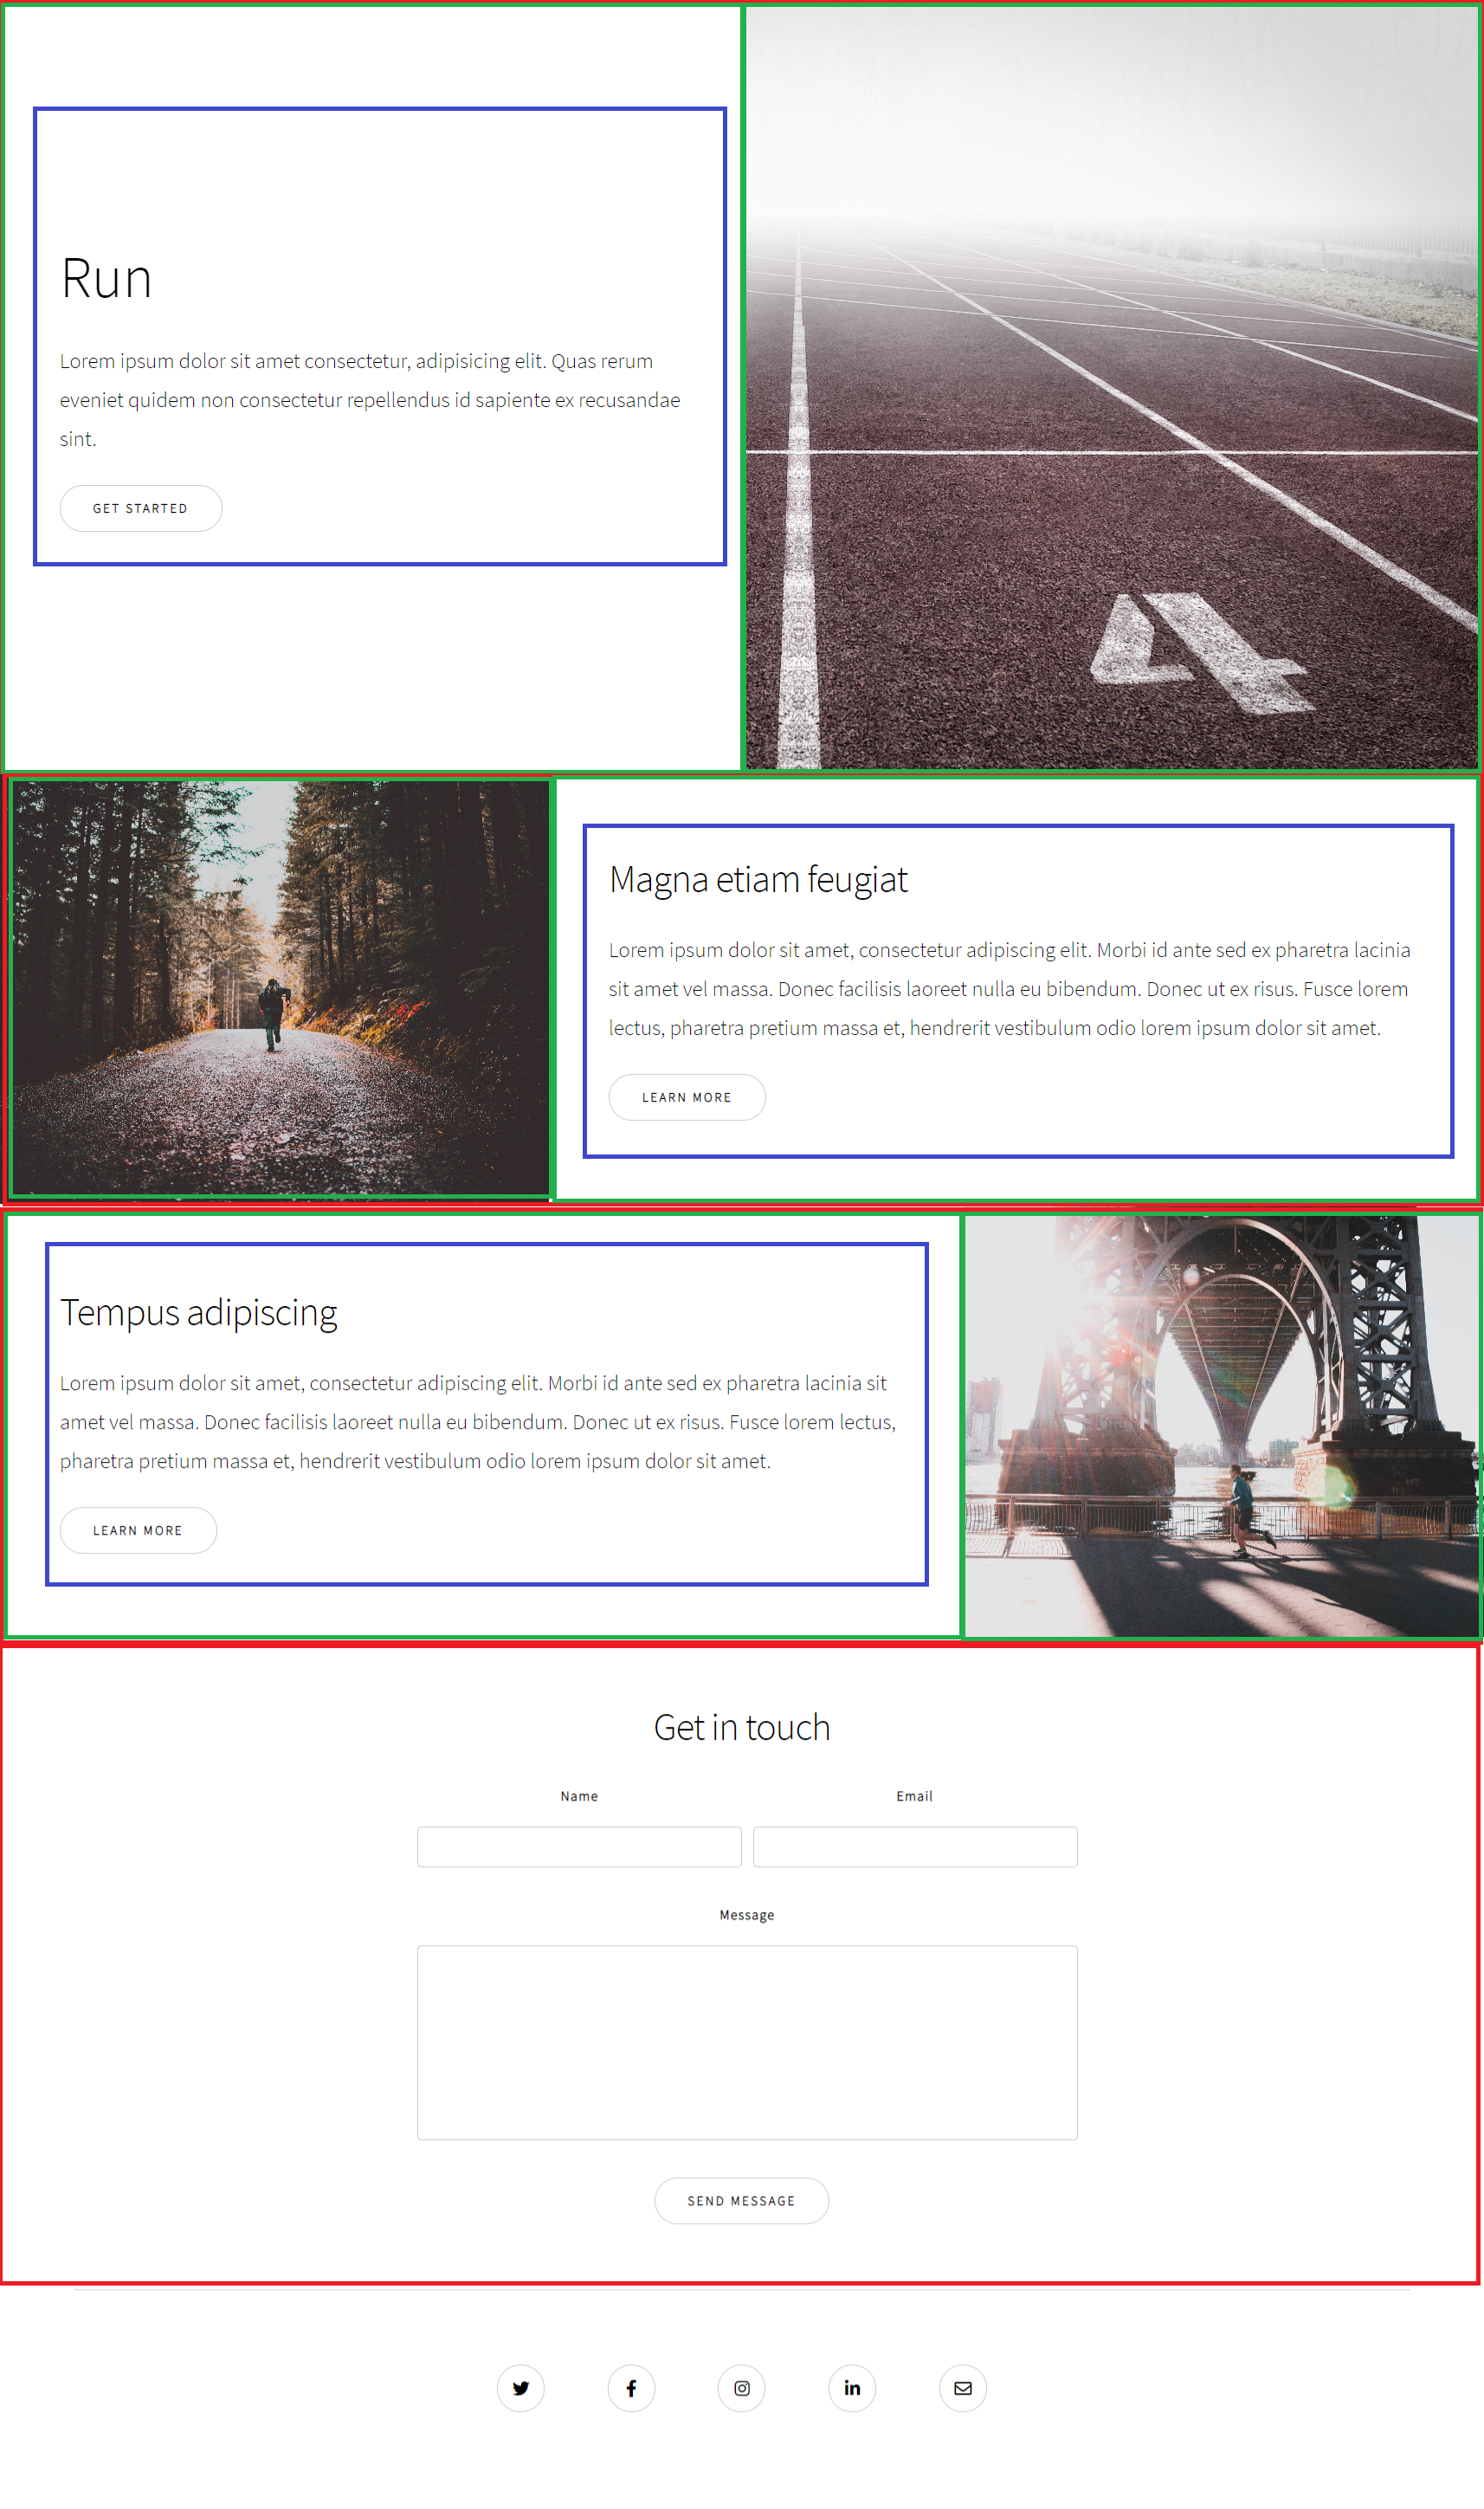 Run
Lorem ipsum dolor sit amet consectetur, adipisicing elit. Quas rerum
eveniet quidem non consectetur repellendus id sapiente ex recusandae
sint.
GET STARTED
4
Magna etiam feugiat
Lorem ipsum dolor sit amet, consectetur adipiscing elit. Morbi id ante sed ex pharetra lacinia
sit amet vel massa. Donec facilisis laoreet nulla eu bibendum. Donec ut ex risus. Fusce lorem
lectus, pharetra pretium massa et, hendrerit vestibulum odio lorem ipsum dolor sit amet.
LEARN MORE
Tempus adipiscing
Lorem ipsum dolor sit amet, consectetur adipiscing elit. Morbi id ante sed ex pharetra lacinia sit
amet vel massa. Donec facilisis laoreet nulla eu bibendum. Donec ut ex risus. Fusce lorem lectus,
pharetra pretium massa et, hendrerit vestibulum odio lorem ipsum dolor sit amet.
LEARN MORE
Get in touch
Name Email
Message
SEND MESSAGE